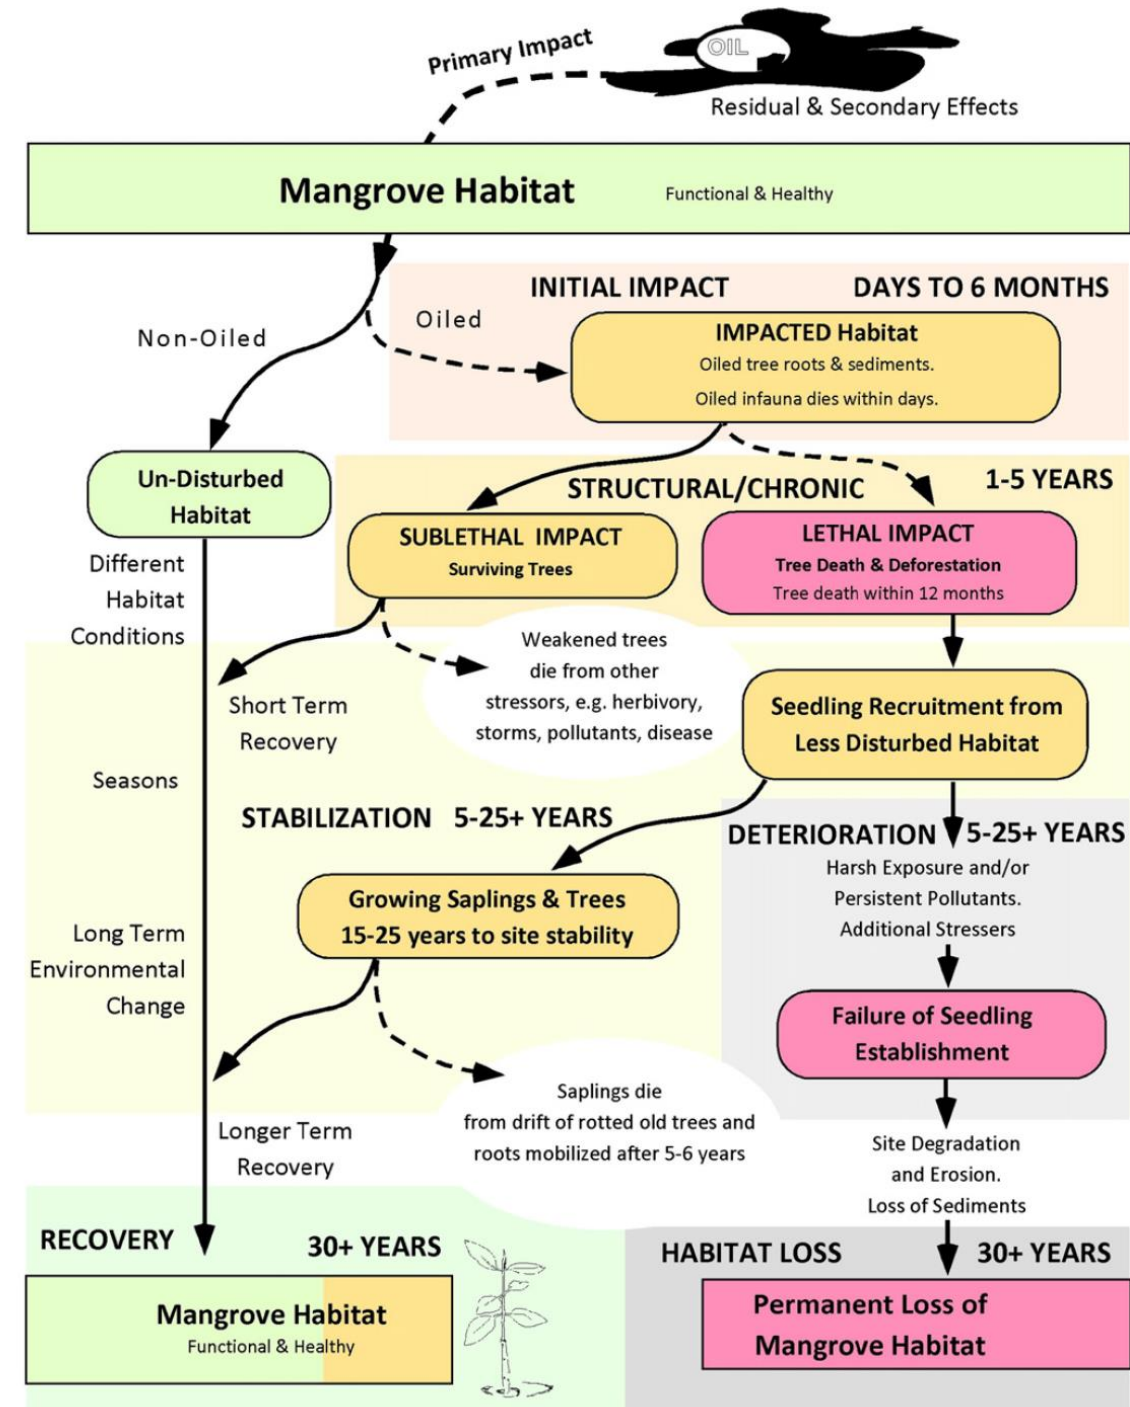 OIL
Primary Impact
Residual & Secondary Effects
Mangrove Habitat
Functional & Healthy
INITIAL IMPACT
DAYS TO 6 MONTHS
Oiled
Non-Oiled
IMPACTED Habitat
Oiled tree roots & sediments.
Oiled infauna dies within days.
Un-Disturbed
Habitat
STRUCTURAL/CHRONIC
1-5 YEARS
SUBLETHAL IMPACT
Surviving Trees
LETHAL IMPACT
Tree Death & Deforestation
Tree death within 12 months
Different
Habitat
Conditions
Weakened trees
die from other
stressors, e.g. herbivory,
storms, pollutants, disease
Short Term
Recovery
Seedling Recruitment from
Less Disturbed Habitat
Seasons
STABILIZATION 5-25+ YEARS
DETERIORATION 5-25+ YEARS
Harsh Exposure and/or
Persistent Pollutants.
Additional Stressers
Growing Saplings & Trees
15-25 years to site stability
Long Term
Environmental
Change
Failure of Seedling
Establishment
Saplings die
from drift of rotted old trees and
roots mobilized after 5-6 years
Longer Term
Recovery
Site Degradation
and Erosion.
Loss of Sediments
RECOVERY
30+ YEARS
Mangrove Habitat
Functional & Healthy
HABITAT LOSS
30+ YEARS
Permanent Loss of
Mangrove Habitat